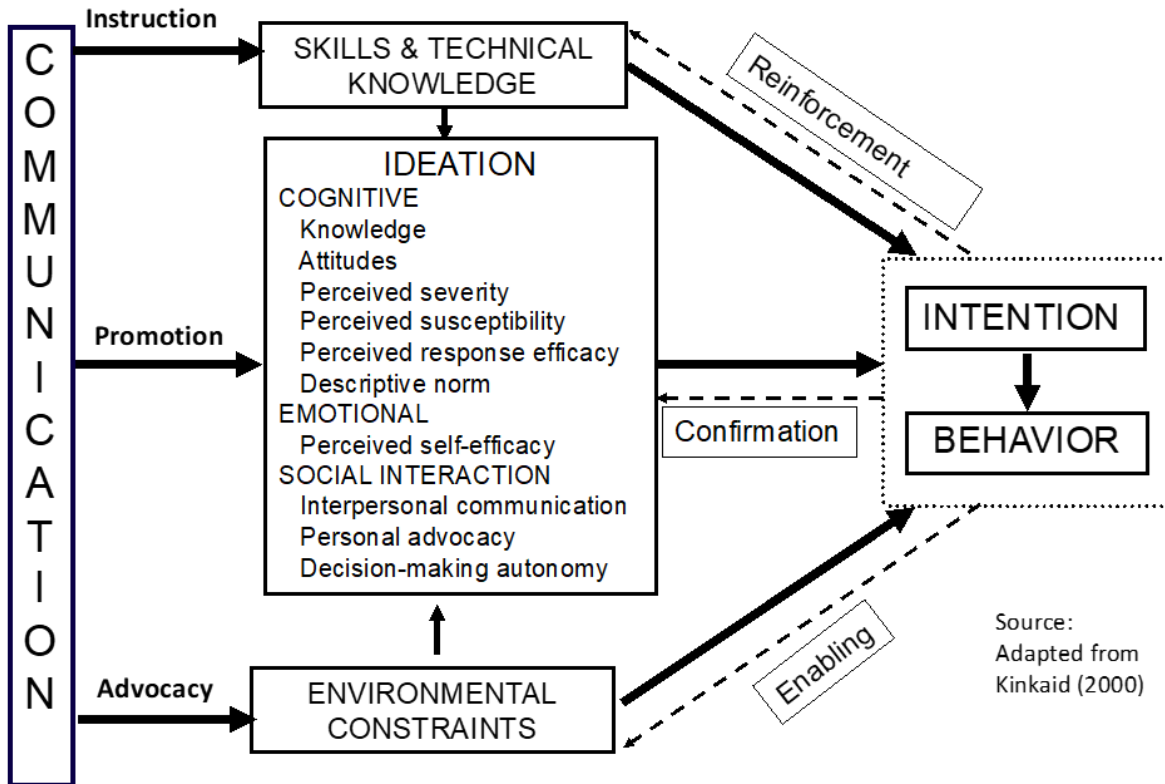 COMMUNICATION
Instruction
SKILLS & TECHNICAL
KNOWLEDGE
Reinforcement
IDEATION
COGNITIVE
Knowledge
Attitudes
Perceived severity
Perceived susceptibility
Perceived response efficacy
Descriptive norm
EMOTIONAL
Perceived self-efficacy
SOCIAL INTERACTION
Interpersonal communication
Personal advocacy
Decision-making autonomy
Promotion
Confirmation
INTENTION
BEHAVIOR
Advocacy
ENVIRONMENTAL
CONSTRAINTS
Enabling
Source:
Adapted from
Kinkaid (2000)